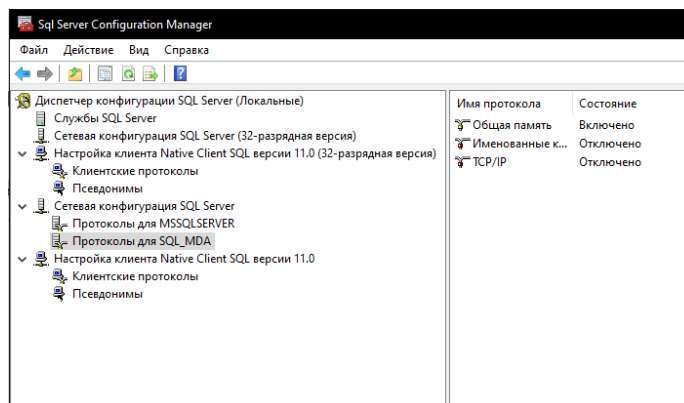 Sql Server Configuration Manager
Файл Действие Вид Справка
Диспетчер конфигурации SQL Server (Локальные)
Службы SQL Server
Сетевая конфигурация SQL Server (32-разрядная версия)
Настройка клиента Native Client SQL версии 11.0 (32-разрядная версия)
Клиентские протоколы
Псевдонимы
Сетевая конфигурация SQL Server
Протоколы для MSSQLSERVER
Протоколы для SQL_MDA
Настройка клиента Native Client SQL версии 11.0
Клиентские протоколы
Псевдонимы
Имя протокола Состояние
Общая память Включено
Именованные к... Отключено
TCP/IP Отключено